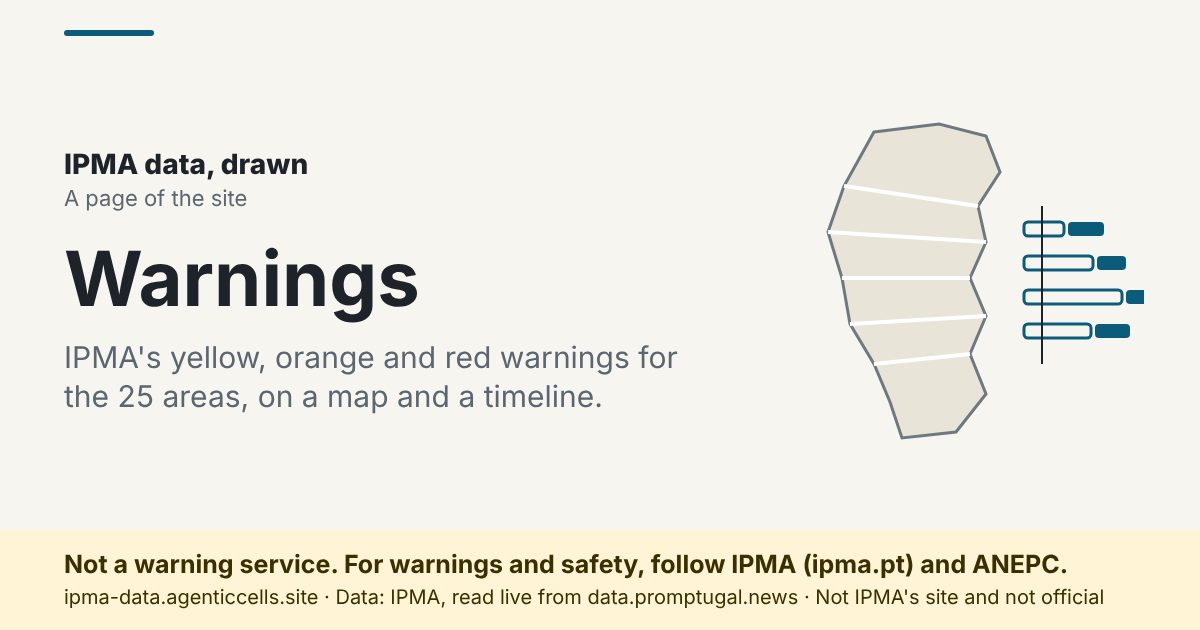 IPMA data, drawn
A page of the site
Warnings
IPMA's yellow, orange and red warnings for
the 25 areas, on a map and a timeline.
Not a warning service. For warnings and safety, follow IPMA (ipma.pt) and ANEPC.
ipma-data.agenticcells.site · Data: IPMA, read live from data.promptugal.news · Not IPMA's site and not official